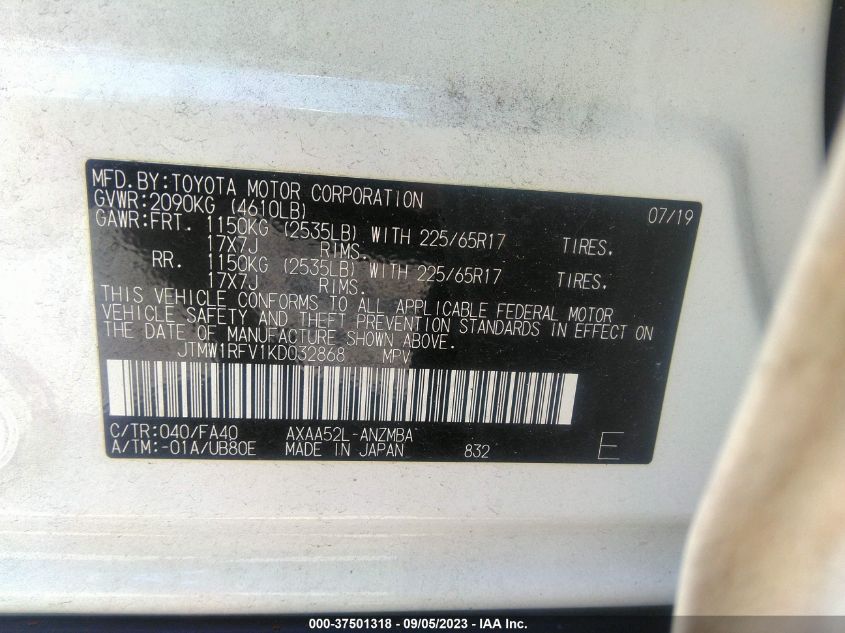 MFD.BY:TOYOTA MOTOR CORPORATION 07/19
GVWR:2090KG (4610LB)
GAWR:FRT. 1150KG (2535LB) WITH 225/65R17 TIRES.
17X7J RIMS.
RR. 1150KG (2535LB) WITH 225/65R17 TIRES,
17X7J RIMS.
THIS VEHICLE CONFORMS TO ALL APPLICABLE FEDERAL MOTOR
VEHICLE SAFETY AND THEFT PREVENTION STANDARDS IN EFFECT ON
THE DATE OF MANUFACTURE SHOWN ABOVE.
JTMW1RFV1KD032868 MPV
C/TR:040/FA40 AXAA52L-ANZMBA
A/TM:-01A/UB80E MADE IN JAPAN 832 E
000-37501318 - 09/05/2023 - IAA Inc.